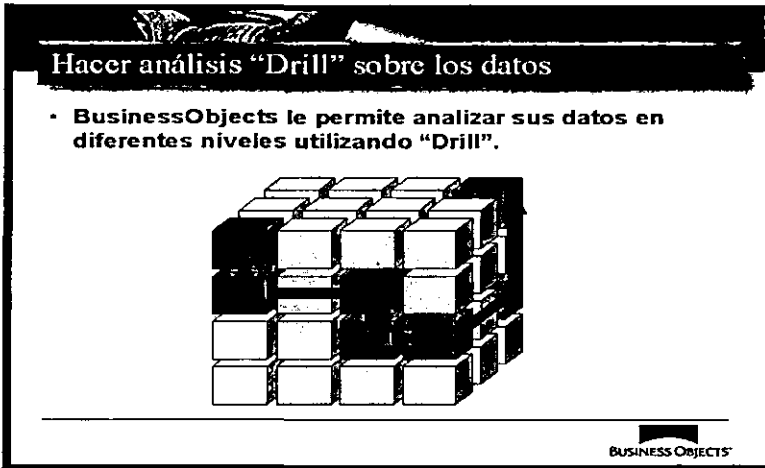 Hacer análisis “Drill” sobre los datos
• BusinessObjects le permite analizar sus datos en
diferentes niveles utilizando “Drill”.
BUSINESS OBJECTS